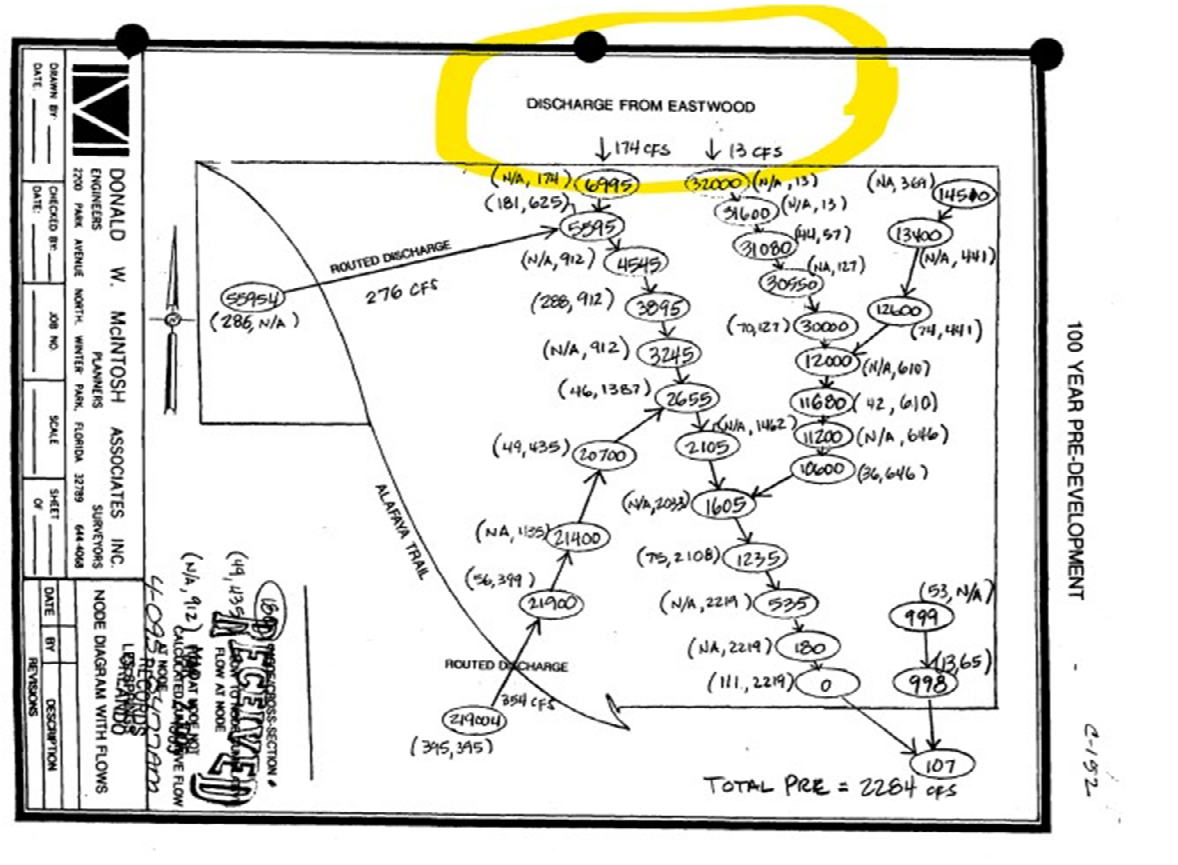 DISCHARGE FROM EASTWOOD
174 CFS
13 CFS
(N/A, 174) 6995
32000 (N/A, 13)
(NA, 369) 14500
(181, 625) 5595
31600 (N/A, 13)
13400
(N/A, 441)
31080 (44, 57)
(N/A, 912) 4545
30550 (NA, 127)
ROUTED DISCHARGE
276 CFS
55954
(286, N/A)
(288, 912) 3895
(70, 127) 30000
12600
(74, 441)
(N/A, 912) 3245
12000 (N/A, 610)
(46, 1387) 2655
11680 (42, 610)
2105 (N/A, 1462)
11200 (N/A, 646)
(49, 435) 20700
10600 (36, 646)
(N/A, 2033) 1605
(NA, 1135) 21400
(75, 2108) 1235
(56, 399)
21900
(N/A, 2219) 535
(53, N/A)
999
(NA, 2219) 180
(13, 65)
998
(111, 2219) 0
ALAFAYA TRAIL
ROUTED DISCHARGE
354 CFS
219004
(395, 395)
107
TOTAL PRE = 2284 CFS
100 YEAR PRE-DEVELOPMENT
-
C-152
DONALD W. McINTOSH ASSOCIATES INC.
ENGINEERS PLANNERS SURVEYORS
2200 PARK AVENUE NORTH, WINTER PARK, FLORIDA 32789 644-4068
DRAWN BY:
DATE:
CHECKED BY:
DATE:
JOB NO.
SCALE
SHEET
OF
NODE DIAGRAM WITH FLOWS
DATE BY DESCRIPTION
REVISIONS
(49, 435)
FLOW AT NODE
(N/A, 912)
RECEIVED